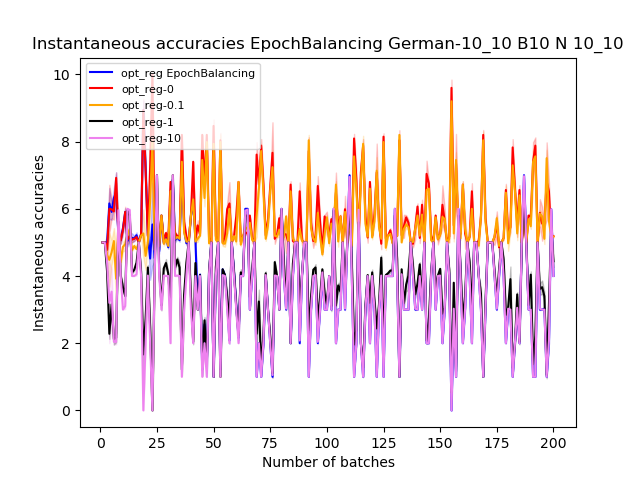 Instantaneous accuracies EpochBalancing German-10_10 B10 N 10_10
opt_reg EpochBalancing
opt_reg-0
opt_reg-0.1
opt_reg-1
opt_reg-10
Instantaneous accuracies
10
8
6
4
2
0
0 25 50 75 100 125 150 175 200
Number of batches